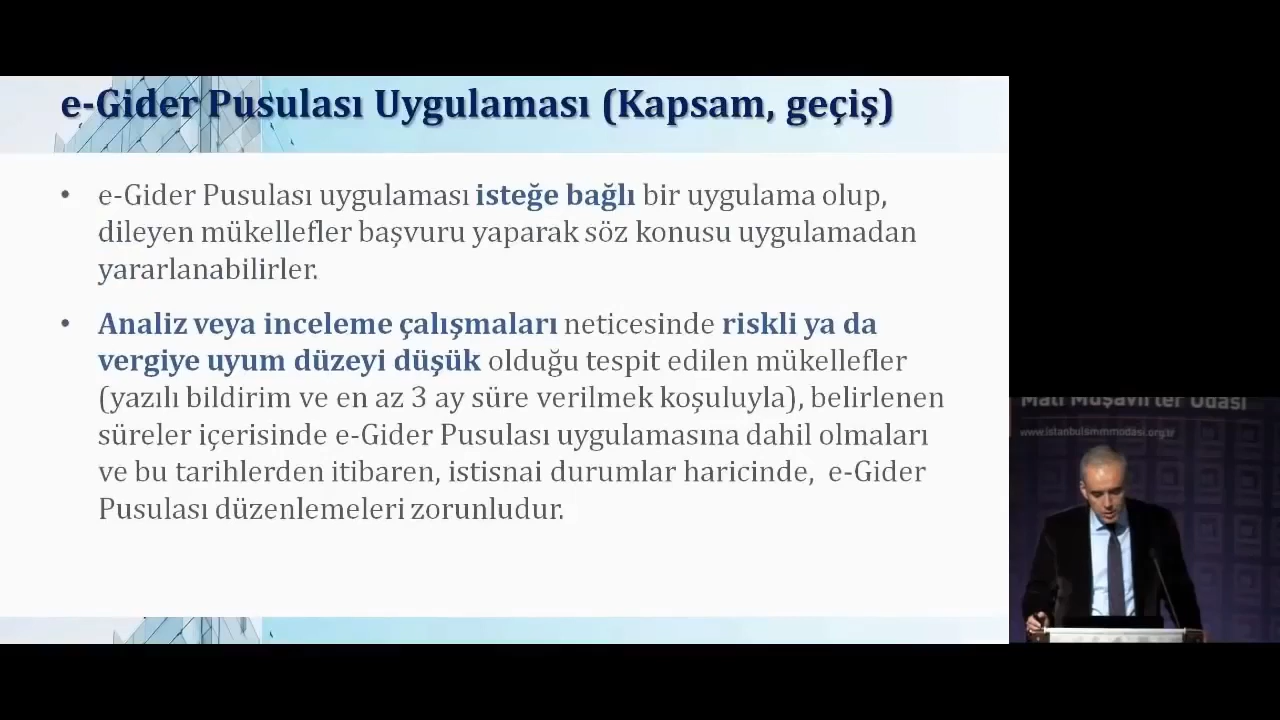 e-Gider Pusulası Uygulaması (Kapsam, geçiş)
• e-Gider Pusulası uygulaması isteğe bağlı bir uygulama olup,
dileyen mükellefler başvuru yaparak söz konusu uygulamadan
yararlanabilirler.
• Analiz veya inceleme çalışmaları neticesinde riskli ya da
vergiye uyum düzeyi düşük olduğu tespit edilen mükellefler
(yazılı bildirim ve en az 3 ay süre verilmek koşuluyla), belirlenen
süreler içerisinde e-Gider Pusulası uygulamasına dahil olmaları
ve bu tarihlerden itibaren, istisnai durumlar haricinde,  e-Gider
Pusulası düzenlemeleri zorunludur.
Mali Müşavirler Odası
www.istanbulsmmmodasi.org.tr